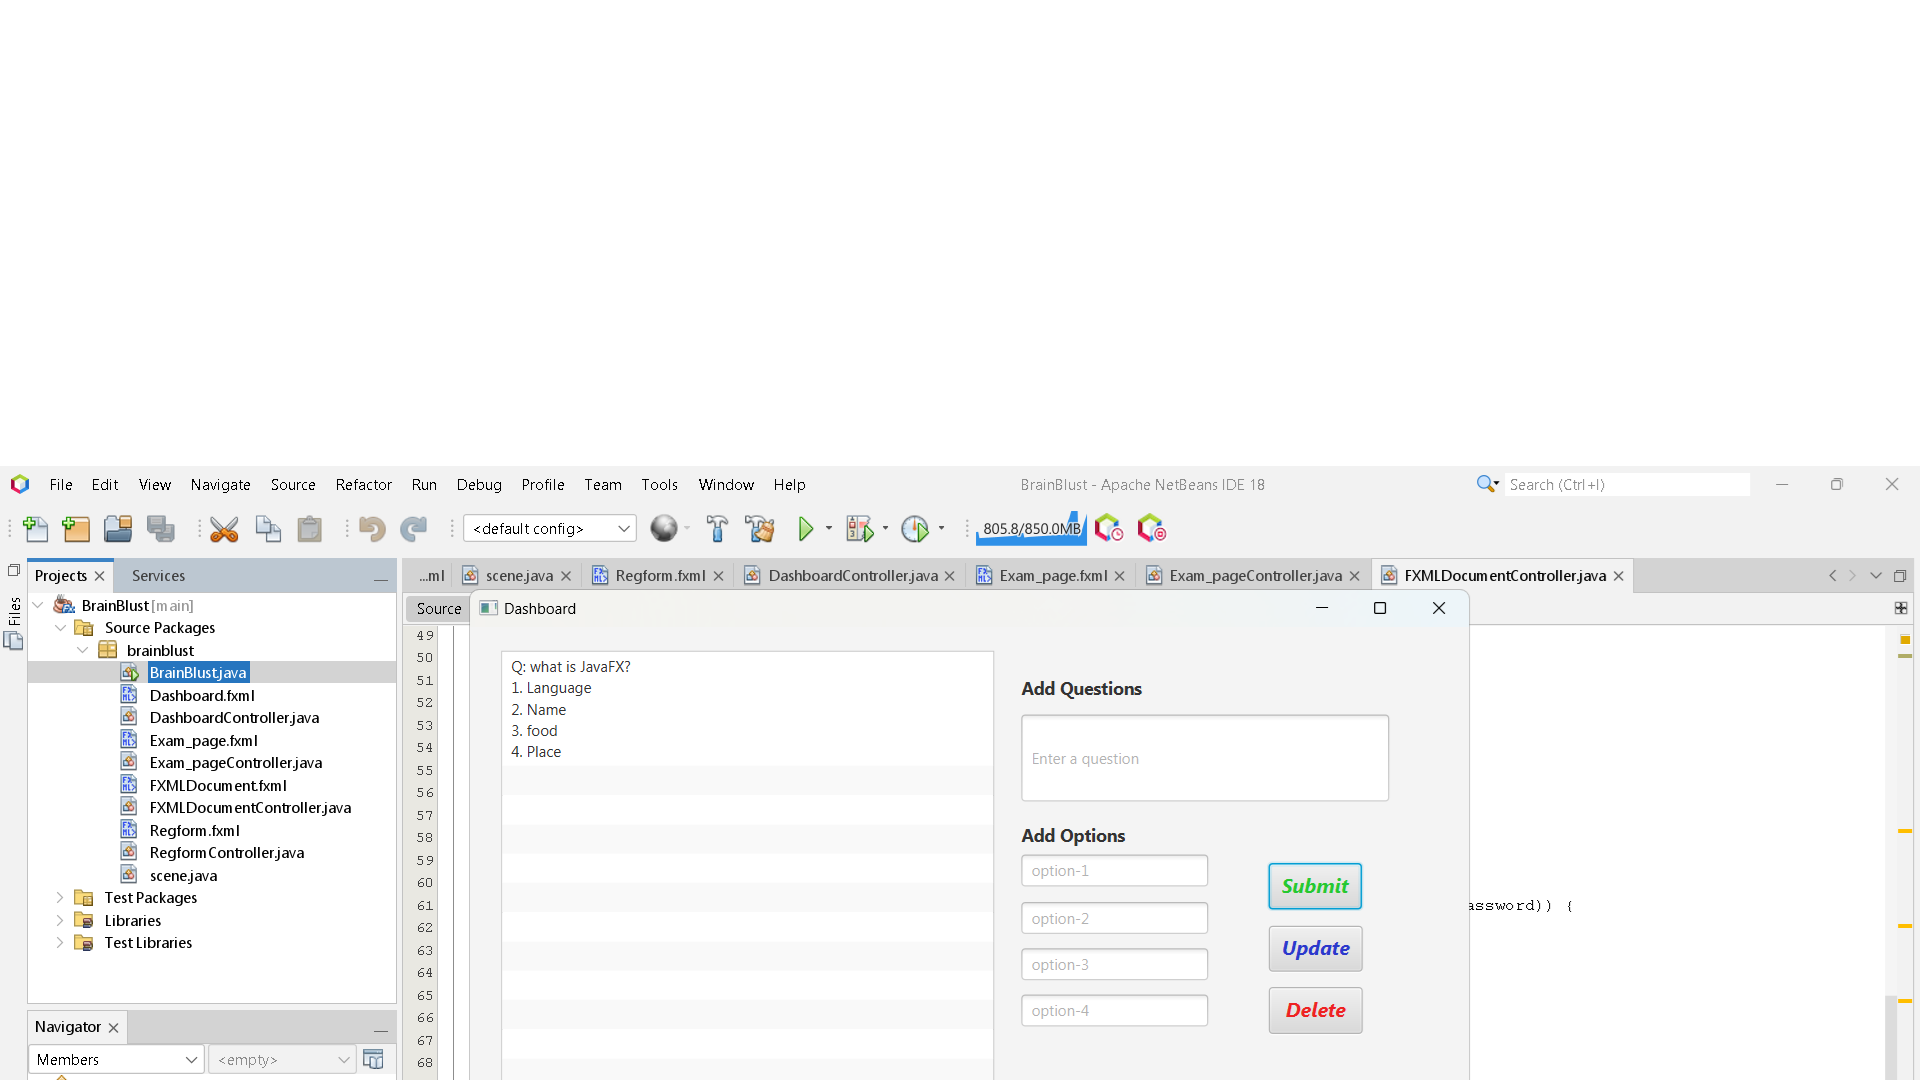 File Edit View Navigate Source Refactor Run Debug Profile Team Tools Window Help
BrainBlust - Apache NetBeans IDE 18
Search (Ctrl+I)
<default config>
805.8/850.0MB
Projects
Services
...ml
scene.java
Regform.fxml
DashboardController.java
Exam_page.fxml
Exam_pageController.java
FXMLDocumentController.java
Files
BrainBlust [main]
Source Packages
brainblust
BrainBlust.java
Dashboard.fxml
DashboardController.java
Exam_page.fxml
Exam_pageController.java
FXMLDocument.fxml
FXMLDocumentController.java
Regform.fxml
RegformController.java
scene.java
Test Packages
Libraries
Test Libraries
Navigator
Members
<empty>
Source
49
50
51
52
53
54
55
56
57
58
59
60
61
62
63
64
65
66
67
68
Dashboard
Q: what is JavaFX?
1. Language
2. Name
3. food
4. Place
Add Questions
Enter a question
Add Options
option-1
option-2
option-3
option-4
Submit
Update
Delete
assword)) {